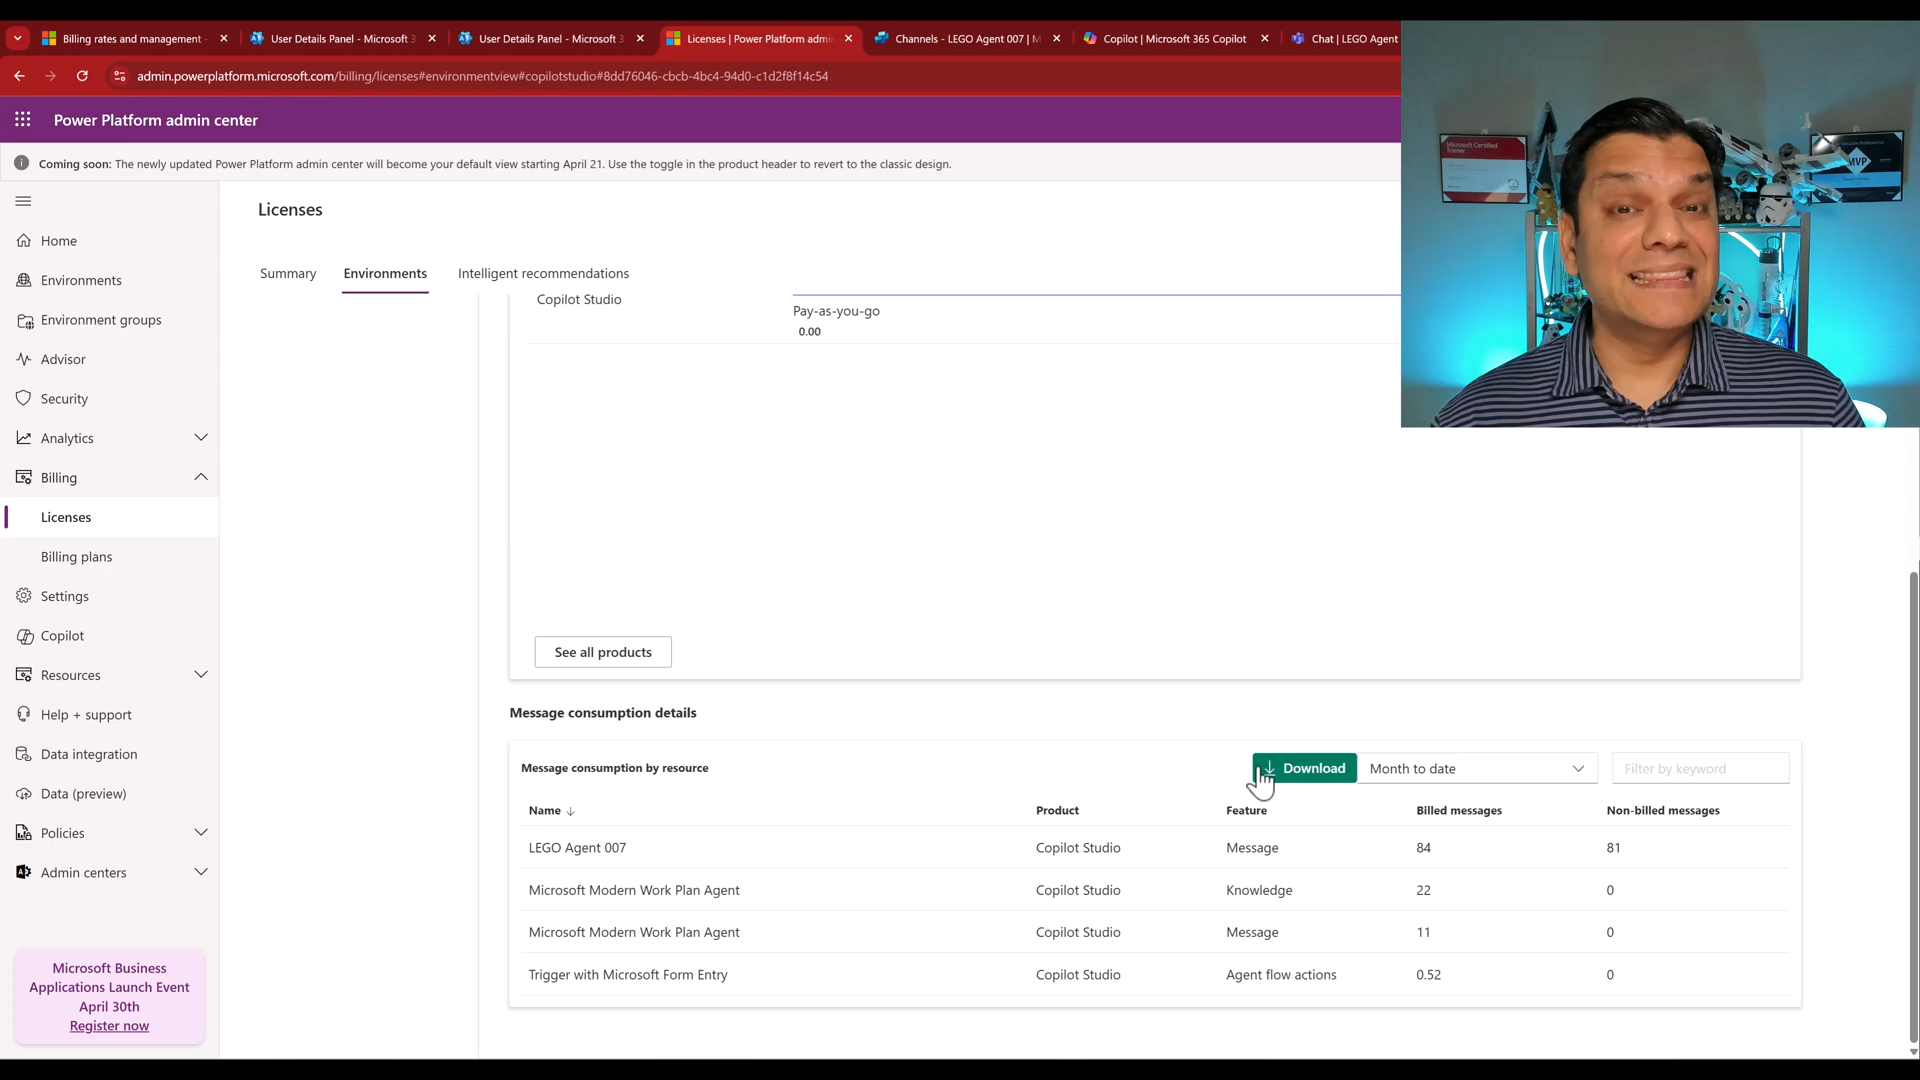 Billing rates and management
User Details Panel - Microsoft 3
User Details Panel - Microsoft 3
Licenses | Power Platform admin
Channels - LEGO Agent 007 | M
Copilot | Microsoft 365 Copilot
Chat | LEGO Agent
admin.powerplatform.microsoft.com/billing/licenses#environmentview#copilotstudio#8dd76046-cbcb-4bc4-94d0-c1d2f8f14c54
Power Platform admin center
Coming soon: The newly updated Power Platform admin center will become your default view starting April 21. Use the toggle in the product header to revert to the classic design.
Microsoft Certified
Trainer
MVP
Home
Environments
Environment groups
Advisor
Security
Analytics
Billing
Licenses
Billing plans
Settings
Copilot
Resources
Help + support
Data integration
Data (preview)
Policies
Admin centers
Microsoft Business
Applications Launch Event
April 30th
Register now
Licenses
Summary
Environments
Intelligent recommendations
Copilot Studio
Pay-as-you-go
0.00
See all products
Message consumption details
Message consumption by resource
Download
Month to date
Filter by keyword
Name Product Feature Billed messages Non-billed messages
LEGO Agent 007 Copilot Studio Message 84 81
Microsoft Modern Work Plan Agent Copilot Studio Knowledge 22 0
Microsoft Modern Work Plan Agent Copilot Studio Message 11 0
Trigger with Microsoft Form Entry Copilot Studio Agent flow actions 0.52 0